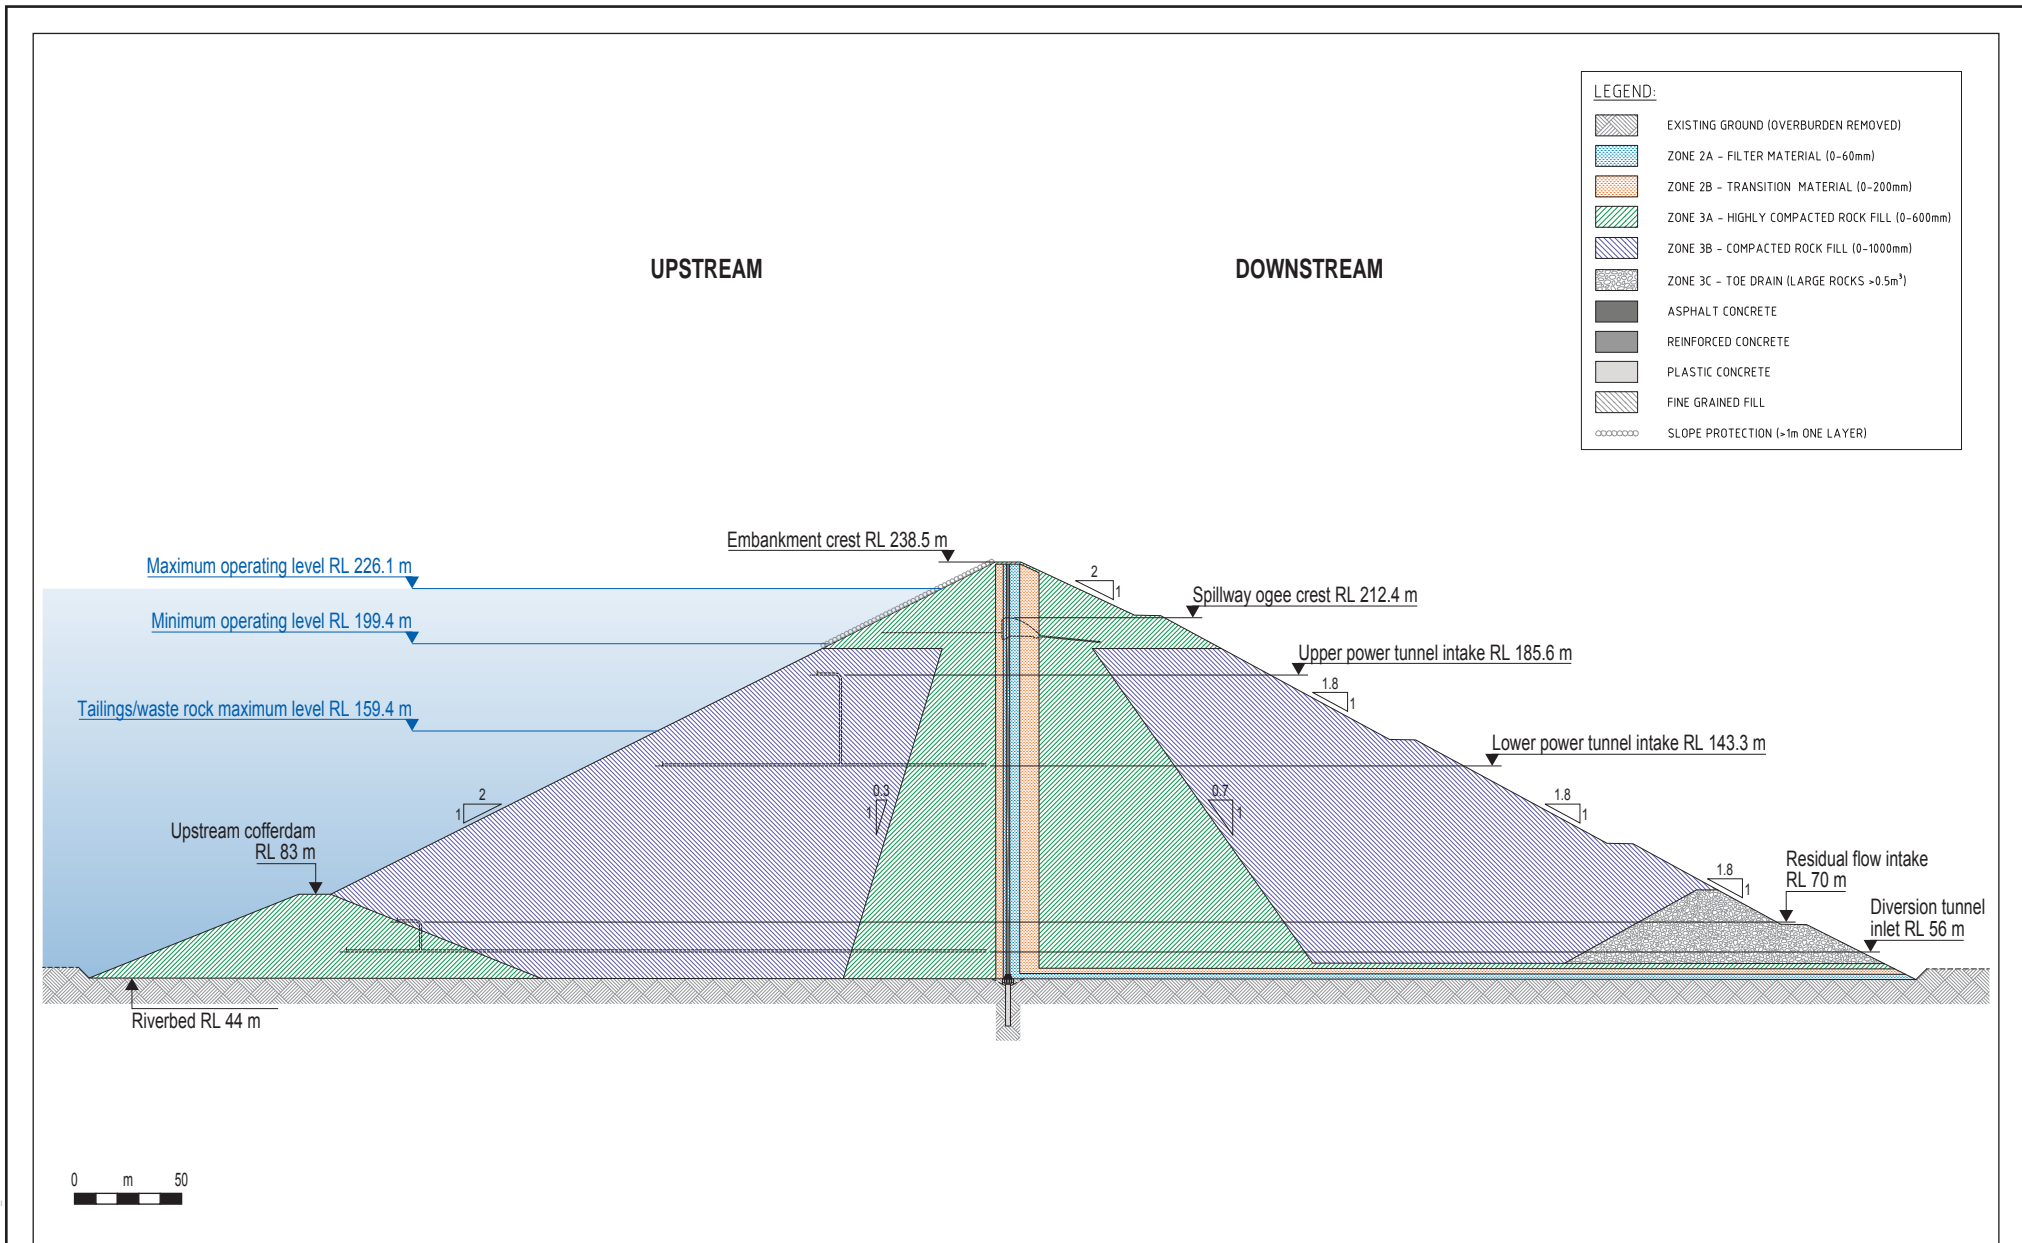 LEGEND:
EXISTING GROUND (OVERBURDEN REMOVED)
ZONE 2A - FILTER MATERIAL (0-60mm)
ZONE 2B - TRANSITION MATERIAL (0-200mm)
ZONE 3A - HIGHLY COMPACTED ROCK FILL (0-600mm)
ZONE 3B - COMPACTED ROCK FILL (0-1000mm)
ZONE 3C - TOE DRAIN (LARGE ROCKS >0.5m³)
ASPHALT CONCRETE
REINFORCED CONCRETE
PLASTIC CONCRETE
FINE GRAINED FILL
SLOPE PROTECTION (>1m ONE LAYER)
UPSTREAM
DOWNSTREAM
Embankment crest RL 238.5 m
Maximum operating level RL 226.1 m
2
1
Spillway ogee crest RL 212.4 m
Minimum operating level RL 199.4 m
Upper power tunnel intake RL 185.6 m
1.8
1
Tailings/waste rock maximum level RL 159.4 m
Lower power tunnel intake RL 143.3 m
2
1
0.3
1
0.7
1
1.8
1
Upstream cofferdam
RL 83 m
1.8
1
Residual flow intake
RL 70 m
Diversion tunnel
inlet RL 56 m
Riverbed RL 44 m
0 m 50